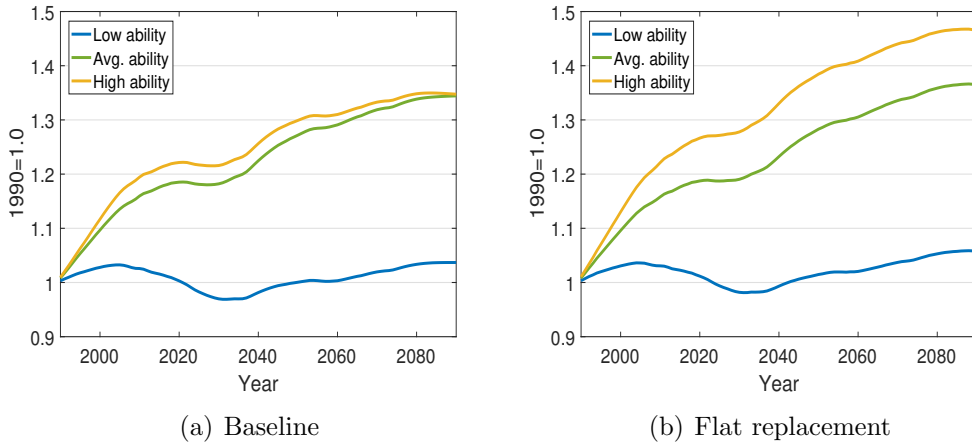 1.5
1.4
1.3
1.2
1.1
1
0.9
1990=1.0
Low ability
Avg. ability
High ability
2000 2020 2040 2060 2080
Year
(a) Baseline
1.5
1.4
1.3
1.2
1.1
1
0.9
1990=1.0
Low ability
Avg. ability
High ability
2000 2020 2040 2060 2080
Year
(b) Flat replacement